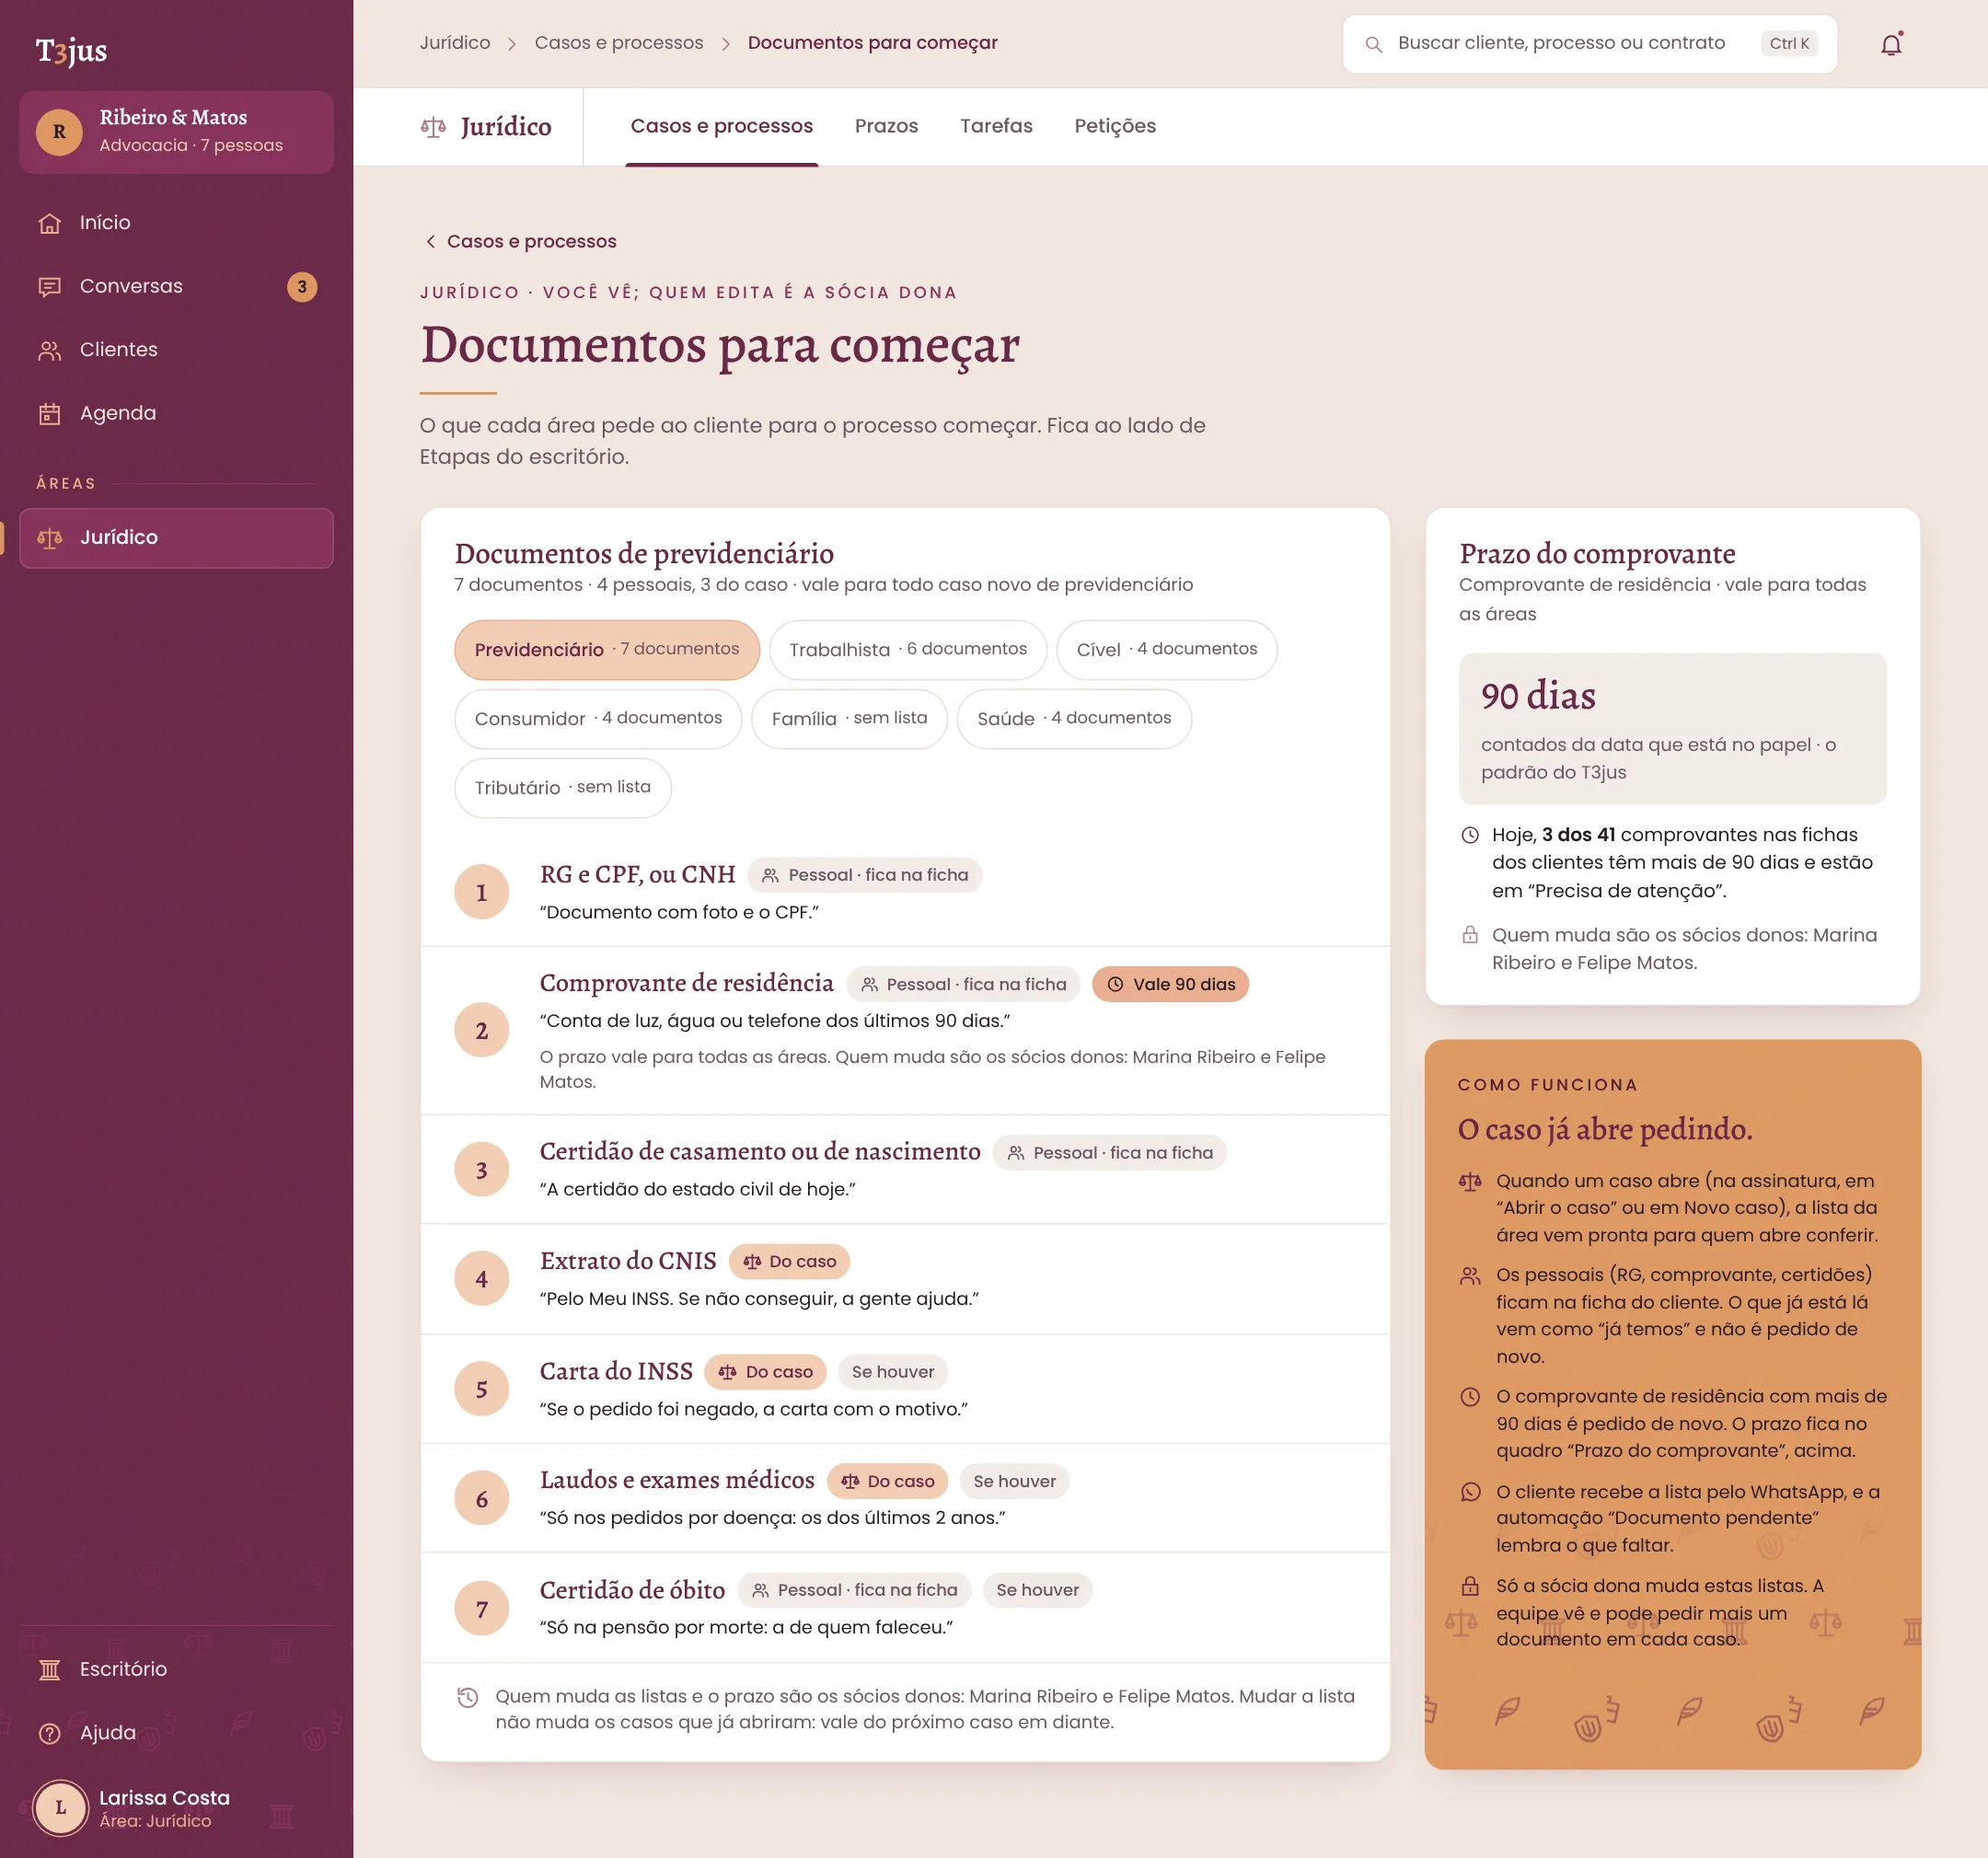 T3jus
R
Ribeiro & Matos
Advocacia · 7 pessoas
Início
Conversas
3
Clientes
Agenda
ÁREAS
Jurídico
Escritório
Ajuda
L
Larissa Costa
Área: Jurídico
Jurídico
Casos e processos
Documentos para começar
Buscar cliente, processo ou contrato
Ctrl K
Jurídico
Casos e processos
Prazos
Tarefas
Petições
Casos e processos
JURÍDICO · VOCÊ VÊ; QUEM EDITA É A SÓCIA DONA
Documentos para começar
O que cada área pede ao cliente para o processo começar. Fica ao lado de
Etapas do escritório.
Documentos de previdenciário
7 documentos · 4 pessoais, 3 do caso · vale para todo caso novo de previdenciário
Previdenciário · 7 documentos
Trabalhista · 6 documentos
Cível · 4 documentos
Consumidor · 4 documentos
Família · sem lista
Saúde · 4 documentos
Tributário · sem lista
1
RG e CPF, ou CNH
Pessoal · fica na ficha
“Documento com foto e o CPF.”
2
Comprovante de residência
Pessoal · fica na ficha
Vale 90 dias
“Conta de luz, água ou telefone dos últimos 90 dias.”
O prazo vale para todas as áreas. Quem muda são os sócios donos: Marina Ribeiro e Felipe
Matos.
3
Certidão de casamento ou de nascimento
Pessoal · fica na ficha
“A certidão do estado civil de hoje.”
4
Extrato do CNIS
Do caso
“Pelo Meu INSS. Se não conseguir, a gente ajuda.”
5
Carta do INSS
Do caso
Se houver
“Se o pedido foi negado, a carta com o motivo.”
6
Laudos e exames médicos
Do caso
Se houver
“Só nos pedidos por doença: os dos últimos 2 anos.”
7
Certidão de óbito
Pessoal · fica na ficha
Se houver
“Só na pensão por morte: a de quem faleceu.”
Quem muda as listas e o prazo são os sócios donos: Marina Ribeiro e Felipe Matos. Mudar a lista
não muda os casos que já abriram: vale do próximo caso em diante.
Prazo do comprovante
Comprovante de residência · vale para todas
as áreas
90 dias
contados da data que está no papel · o
padrão do T3jus
Hoje, 3 dos 41 comprovantes nas fichas
dos clientes têm mais de 90 dias e estão
em “Precisa de atenção”.
Quem muda são os sócios donos: Marina
Ribeiro e Felipe Matos.
COMO FUNCIONA
O caso já abre pedindo.
Quando um caso abre (na assinatura, em
“Abrir o caso” ou em Novo caso), a lista da
área vem pronta para quem abre conferir.
Os pessoais (RG, comprovante, certidões)
ficam na ficha do cliente. O que já está lá
vem como “já temos” e não é pedido de
novo.
O comprovante de residência com mais de
90 dias é pedido de novo. O prazo fica no
quadro “Prazo do comprovante”, acima.
O cliente recebe a lista pelo WhatsApp, e a
automação “Documento pendente”
lembra o que faltar.
Só a sócia dona muda estas listas. A
equipe vê e pode pedir mais um
documento em cada caso.